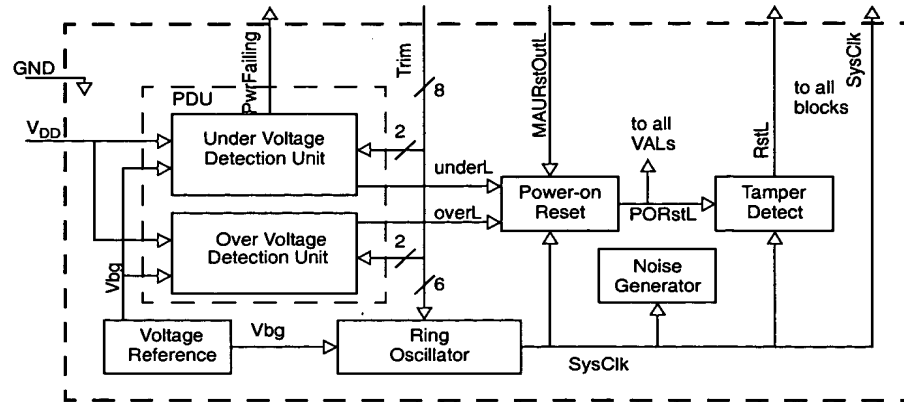 GND
VDD
PDU
PwrFailing
Trim
8
MAURstOutL
to all
VALs
RstL
to all
blocks
SysClk
Under Voltage
Detection Unit
2
underL
Power-on
Reset
PORstL
Tamper
Detect
overL
Over Voltage
Detection Unit
2
6
Vbg
Noise
Generator
Voltage
Reference
Vbg
Ring
Oscillator
SysClk